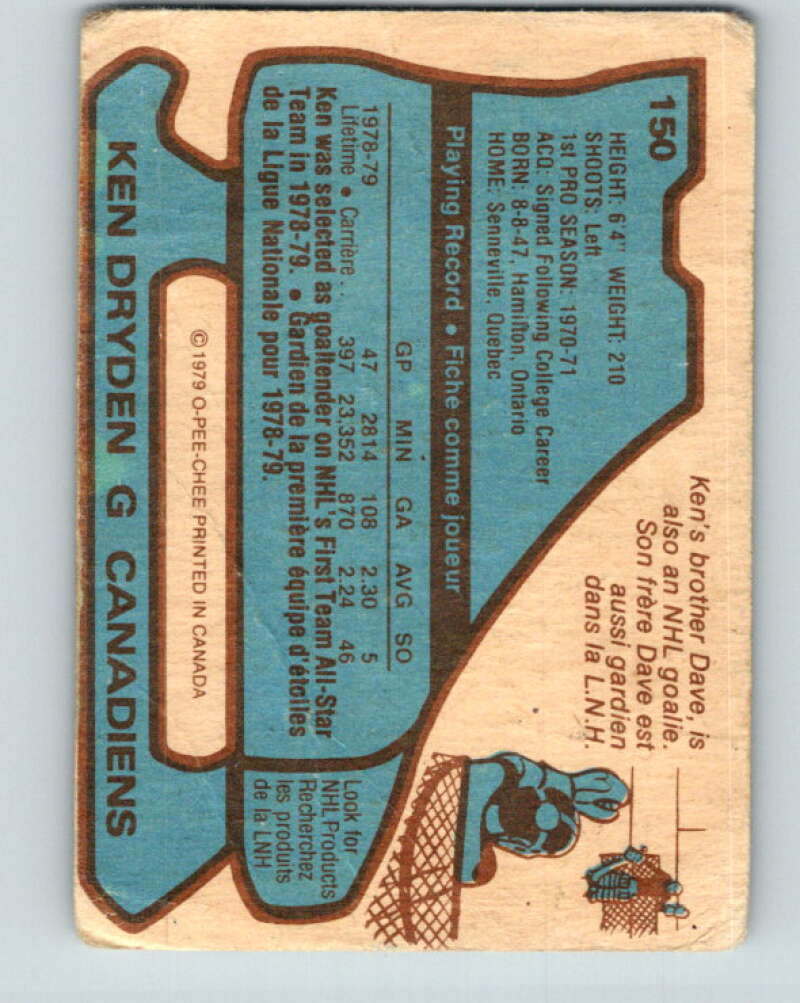 150
HEIGHT: 6'4" WEIGHT: 210
SHOOTS: Left
1st PRO SEASON: 1970-71
ACQ: Signed Following College Career
BORN: 8-8-47, Hamilton, Ontario
HOME: Senneville, Quebec
Ken's brother Dave, is
also an NHL goalie.
Son frère Dave est
aussi gardien
dans la L.N.H.
Playing Record • Fiche comme joueur
GP MIN GA AVG SO
1978-79 47 2814 108 2.30 5
Lifetime • Carrière .. 397 23,352 870 2.24 46
Ken was selected as goaltender on NHL's First Team All-Star
Team in 1978-79. • Gardien de la première équipe d'étoiles
de la Ligue Nationale pour 1978-79.
Look for
NHL Products
Recherchez
les produits
de la LNH
© 1979 O-PEE-CHEE PRINTED IN CANADA
KEN DRYDEN G CANADIENS